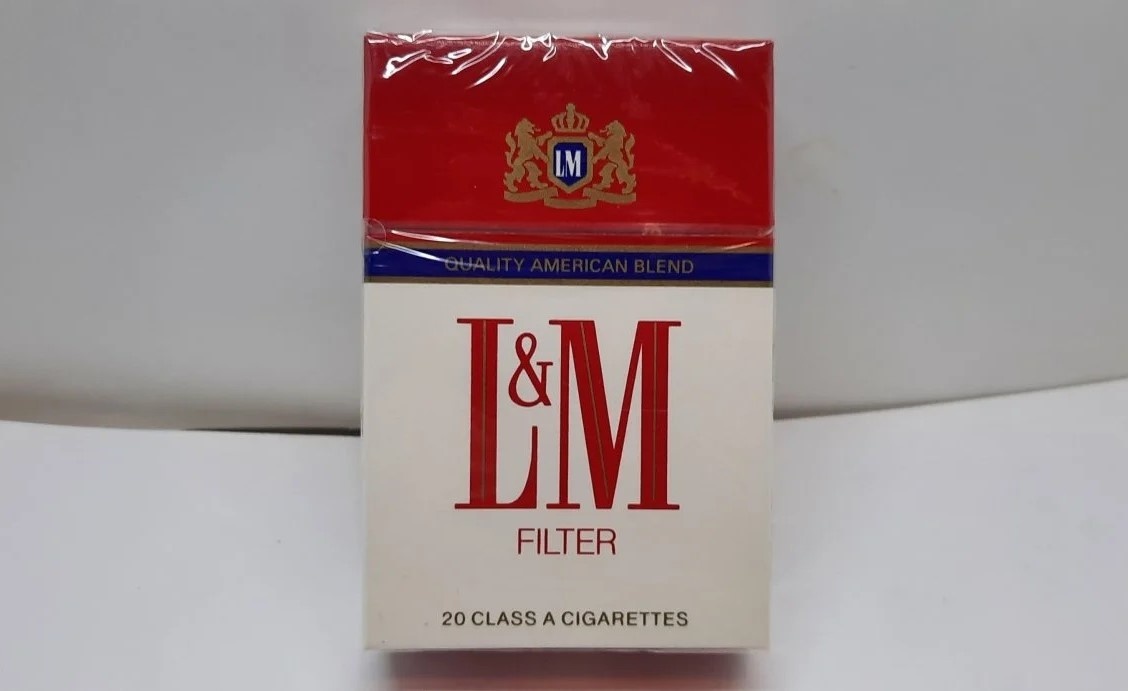 LM
QUALITY AMERICAN BLEND
L&M
FILTER
20 CLASS A CIGARETTES